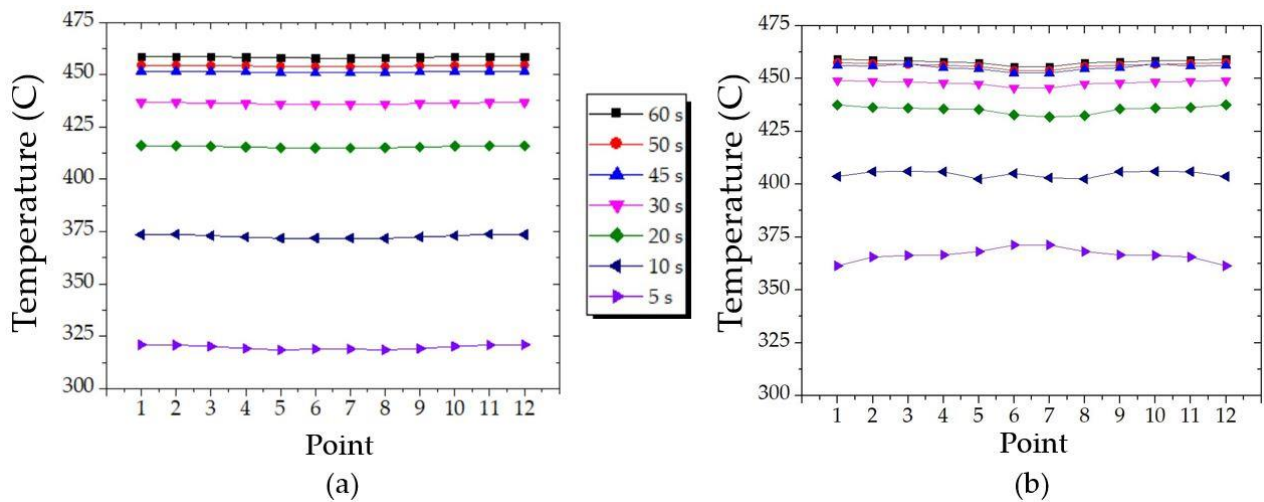 475
450
425
400
375
350
325
300
Temperature (C)
1 2 3 4 5 6 7 8 9 10 11 12
Point
(a)
60 s
50 s
45 s
30 s
20 s
10 s
5 s
475
450
425
400
375
350
325
300
Temperature (C)
1 2 3 4 5 6 7 8 9 10 11 12
Point
(b)